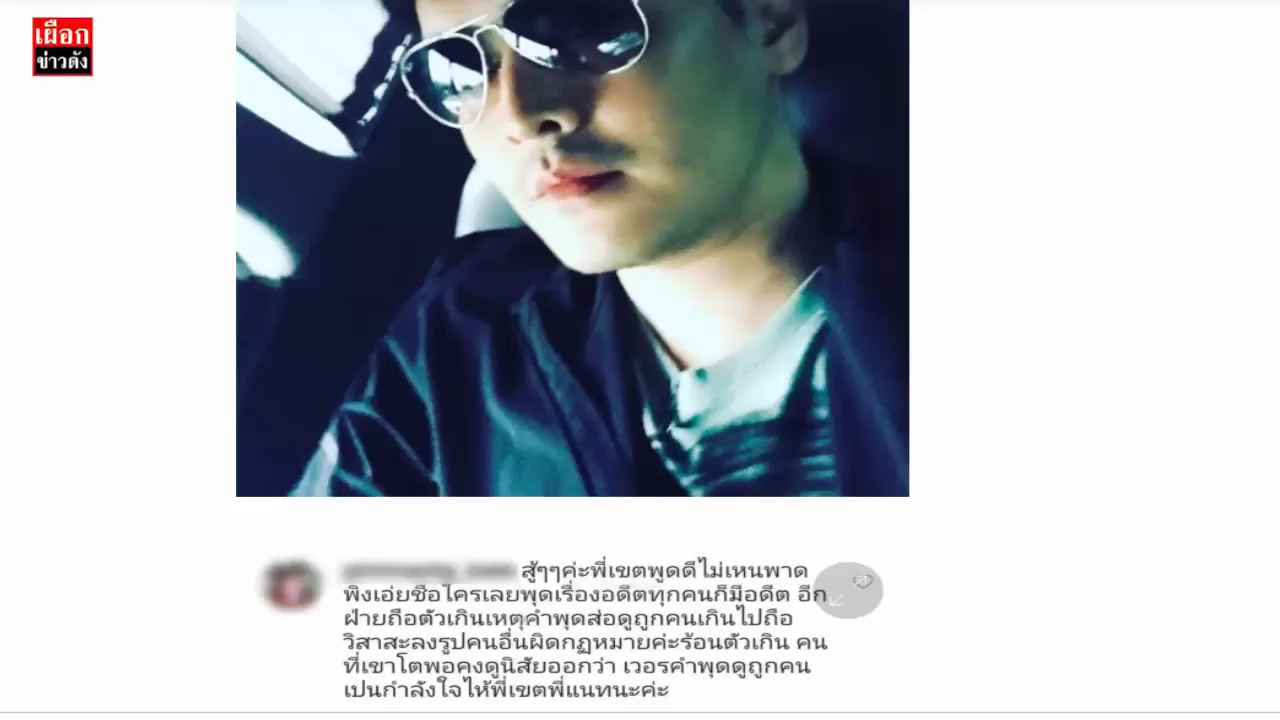 เผือก
ข่าวดัง
สู้ๆๆค่ะพี่เขตพูดดีไม่เหนพาด
พิงเอ่ยชือไครเลยพุดเรื่องอดีตทุกคนก็มีอดีต อีก
ฝ่ายถือตัวเกินเหตุคำพุดส่อดูถูกคนเกินไปถือ
วิสาสะลงรูปคนอื่นผิดกฏหมายค่ะร้อนตัวเกิน คน
ที่เขาโตพอคงดูนิสัยออกว่า เวอรคำพุดดูถูกคน
เปนกำลังใจไห้พี่เขตพี่แนทนะค่ะ